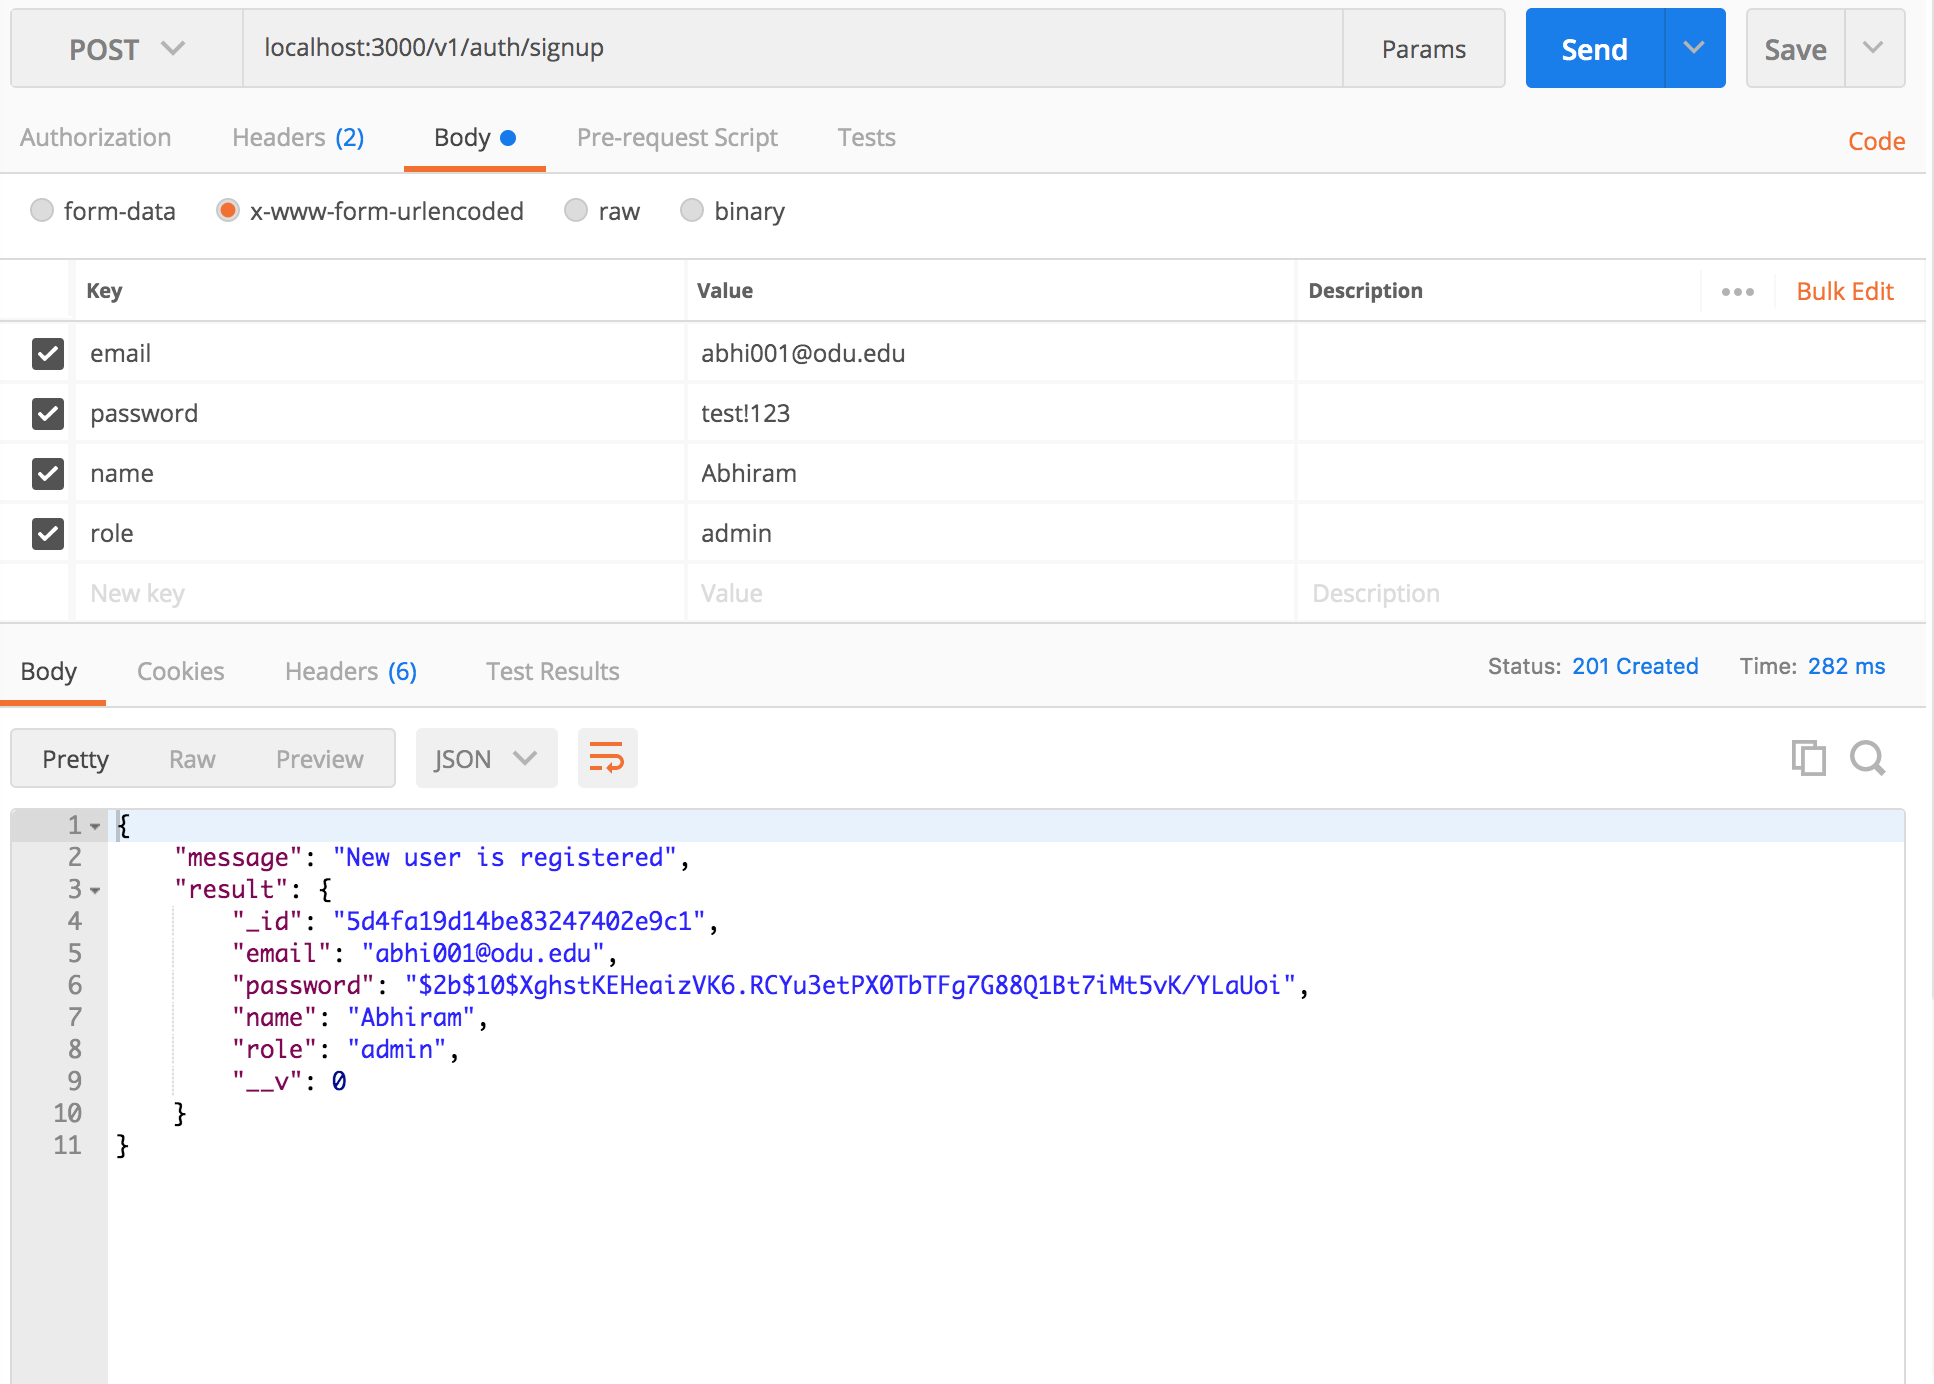 POST localhost:3000/v1/auth/signup Params Send Save
Authorization Headers (2) Body Pre-request Script Tests Code
form-data x-www-form-urlencoded raw binary
Key Value Description ••• Bulk Edit
email abhi001@odu.edu
password test!123
name Abhiram
role admin
New key Value Description
Body Cookies Headers (6) Test Results Status: 201 Created Time: 282 ms
Pretty Raw Preview JSON
1 {
2 "message": "New user is registered",
3 "result": {
4 "_id": "5d4fa19d14be83247402e9c1",
5 "email": "abhi001@odu.edu",
6 "password": "$2b$10$XghstKEHeaizVK6.RCYu3etPX0TbTFg7G88Q1Bt7iMt5vK/YLaUoi",
7 "name": "Abhiram",
8 "role": "admin",
9 "__v": 0
10 }
11 }